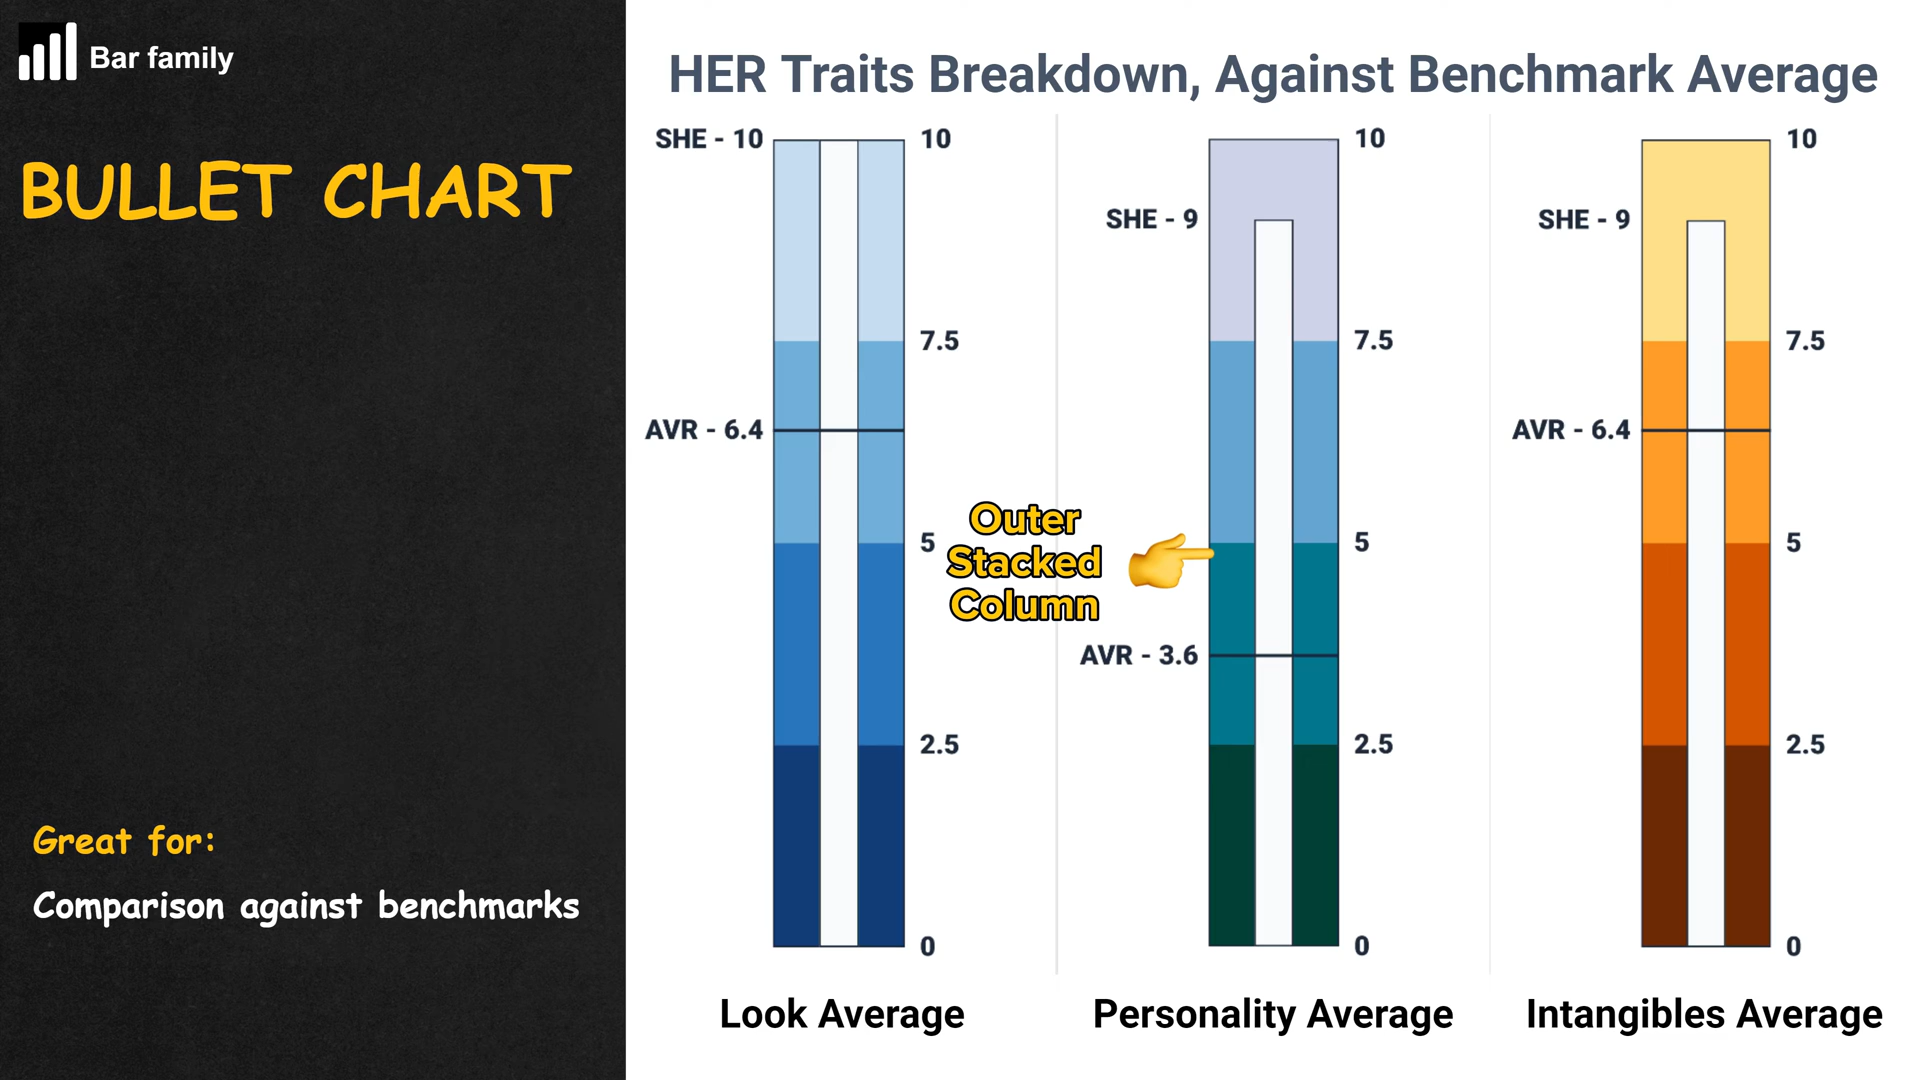 Bar family
BULLET CHART
Great for:
Comparison against benchmarks
HER Traits Breakdown, Against Benchmark Average
SHE - 10
10
7.5
AVR - 6.4
5
2.5
0
Look Average
Outer
Stacked
Column
10
SHE - 9
7.5
5
AVR - 3.6
2.5
0
Personality Average
10
SHE - 9
7.5
AVR - 6.4
5
2.5
0
Intangibles Average